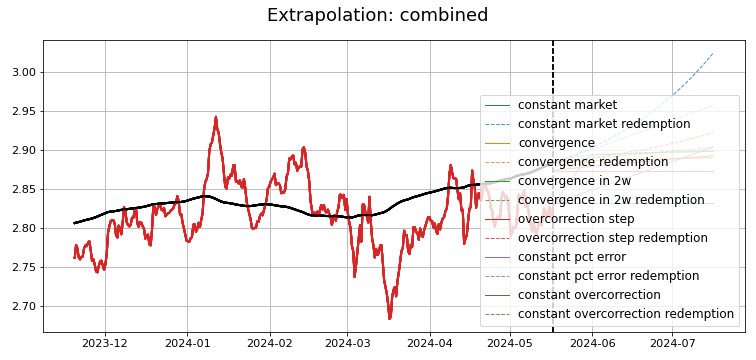 Extrapolation: combined
3.00
2.95
2.90
2.85
2.80
2.75
2.70
constant market
constant market redemption
convergence
convergence redemption
convergence in 2w
convergence in 2w redemption
overcorrection step
overcorrection step redemption
constant pct error
constant pct error redemption
constant overcorrection
constant overcorrection redemption
2023-12 2024-01 2024-02 2024-03 2024-04 2024-05 2024-06 2024-07